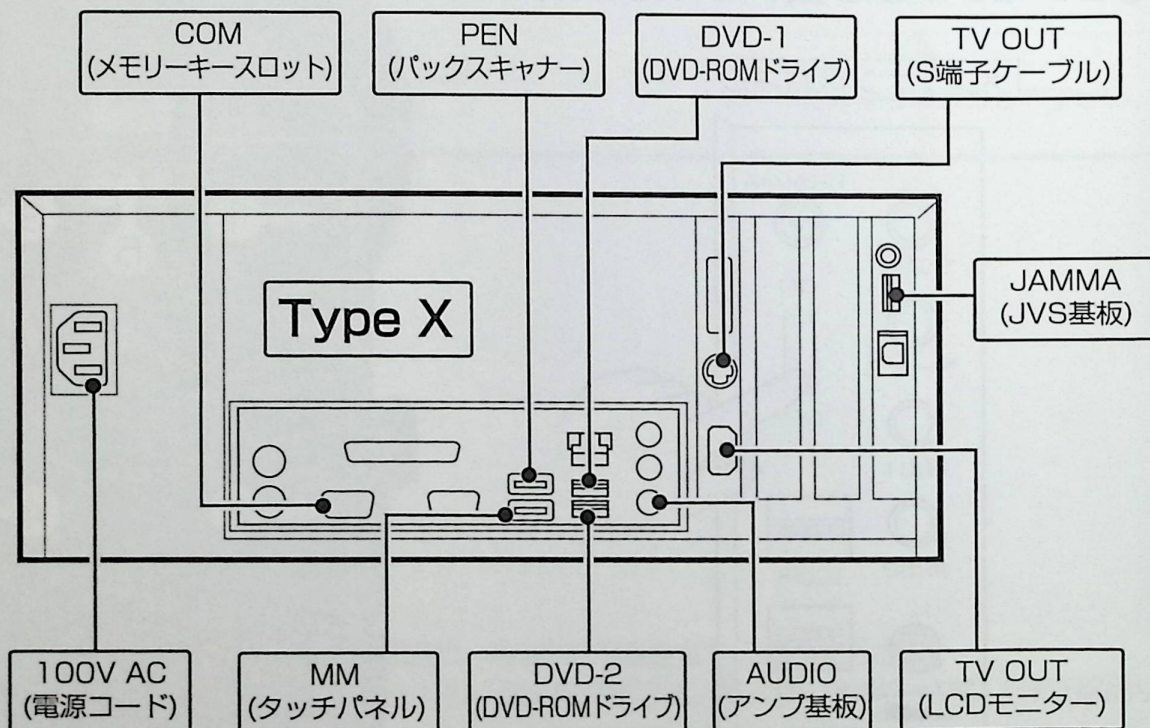 COM
(メモリーキースロット)
PEN
(パックスキャナー)
DVD-1
(DVD-ROMドライブ)
TV OUT
(S端子ケーブル)
Type X
JAMMA
(JVS基板)
100V AC
(電源コード)
MM
(タッチパネル)
DVD-2
(DVD-ROMドライブ)
AUDIO
(アンプ基板)
TV OUT
(LCDモニター)